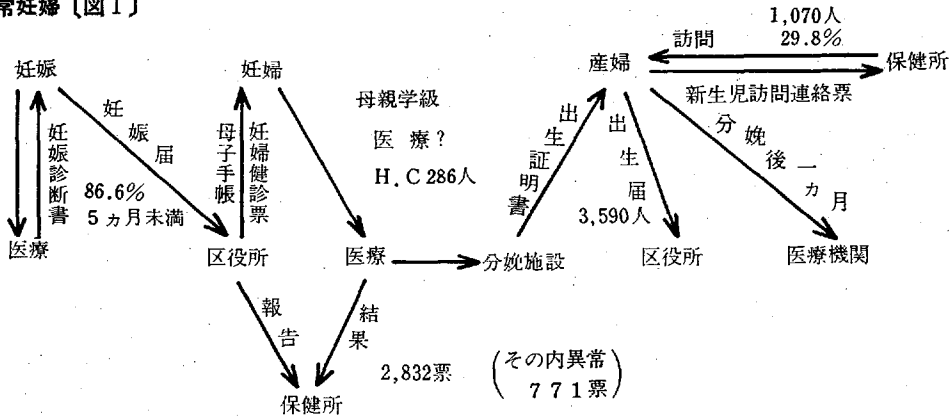 常妊婦〔図I〕
妊娠
妊婦
産婦
訪問
1,070人
29.8%
保健所
新生児訪問連絡票
妊娠診断書
妊娠届
86.6%
5ヵ月未満
母子手帳
妊婦健診票
母親学級
医療?
H.C286人
出生証明書
出生届
3,590人
分娩後一ヵ月
医療
区役所
医療
分娩施設
区役所
医療機関
報告
結果
2,832票
(その内異常
771票)
保健所